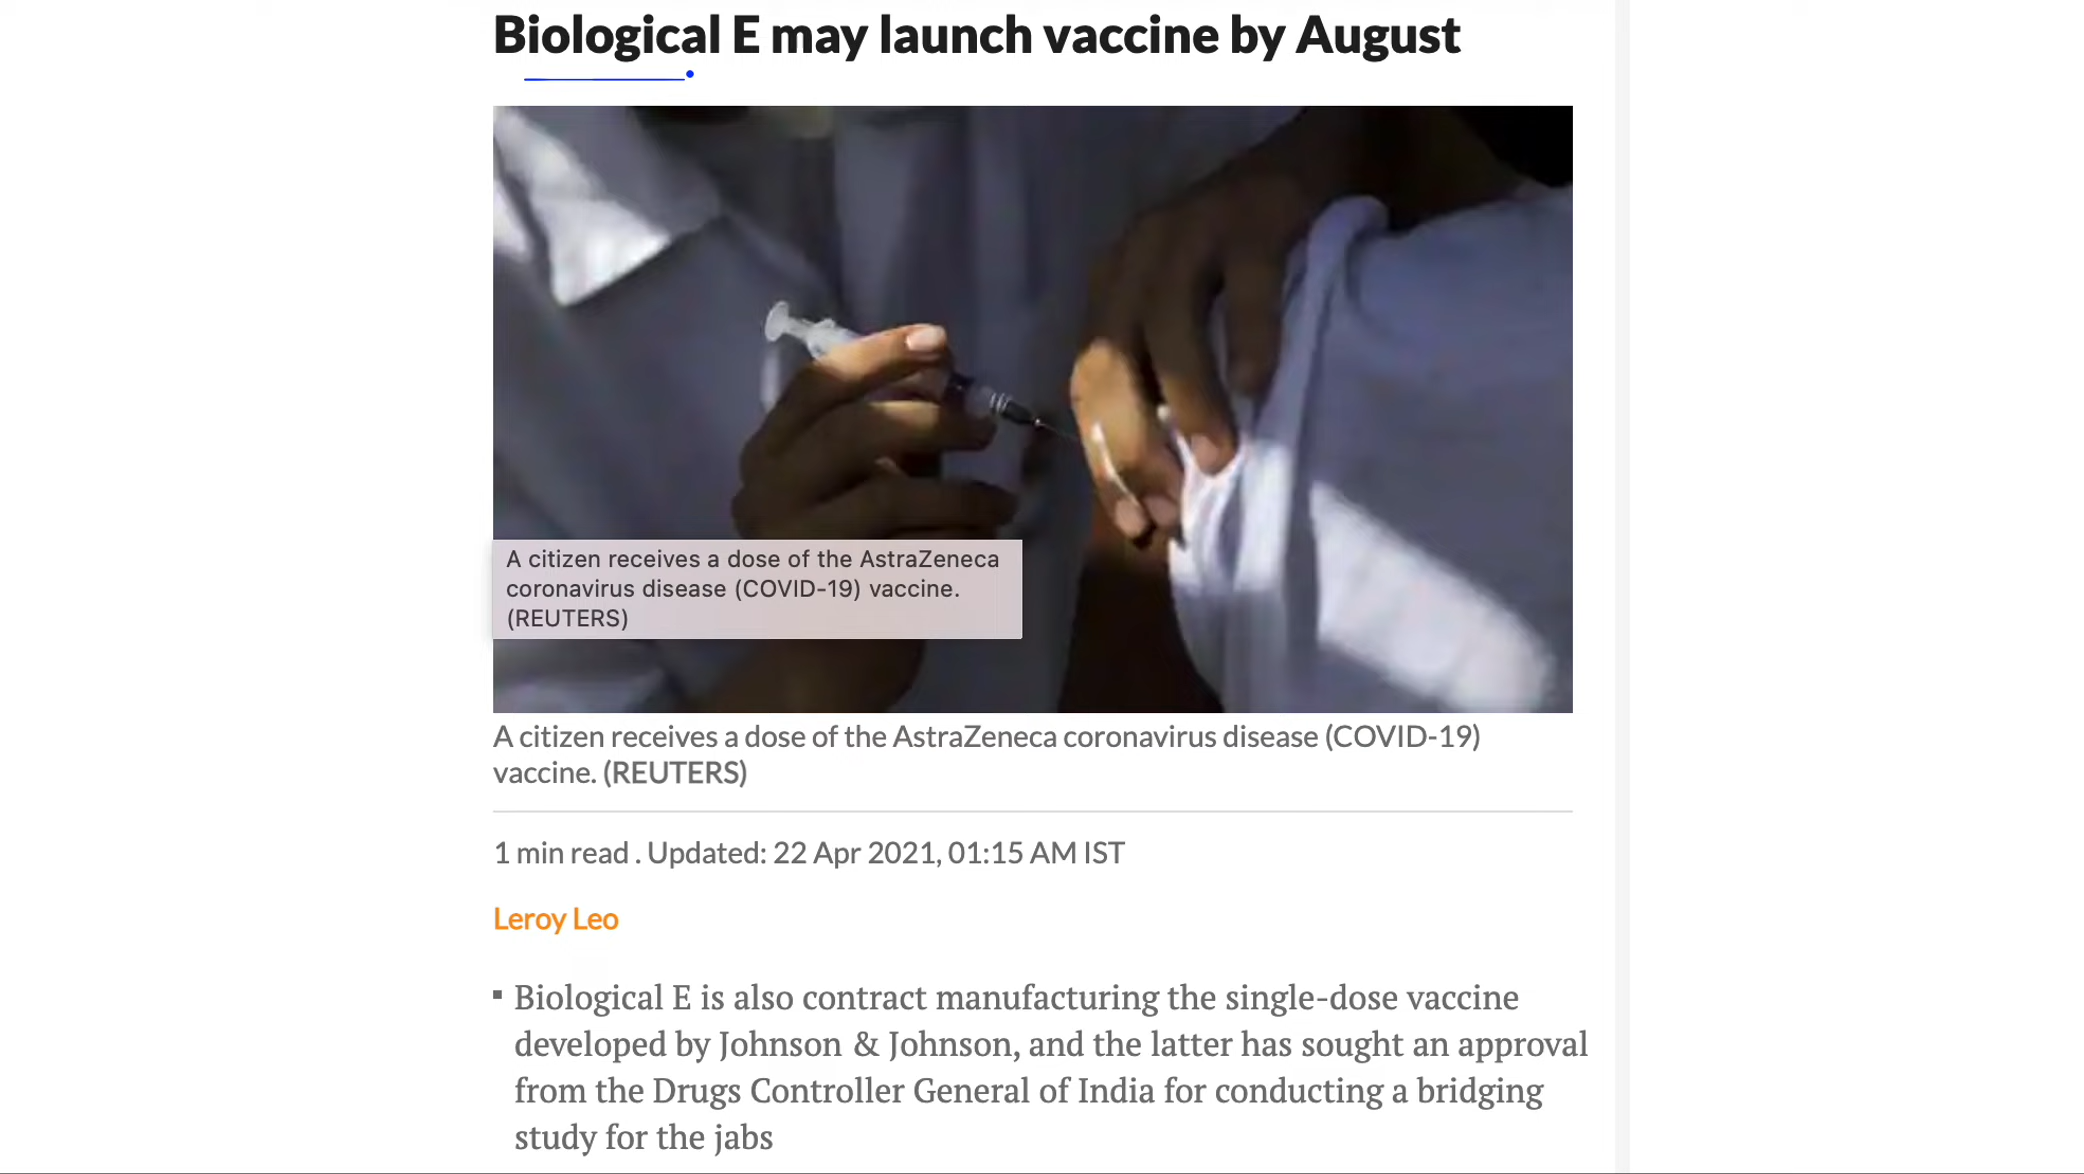 Biological E may launch vaccine by August
A citizen receives a dose of the AstraZeneca
coronavirus disease (COVID-19) vaccine.
(REUTERS)
A citizen receives a dose of the AstraZeneca coronavirus disease (COVID-19)
vaccine. (REUTERS)
1 min read . Updated: 22 Apr 2021, 01:15 AM IST
Leroy Leo
▪ Biological E is also contract manufacturing the single-dose vaccine
developed by Johnson & Johnson, and the latter has sought an approval
from the Drugs Controller General of India for conducting a bridging
study for the jabs